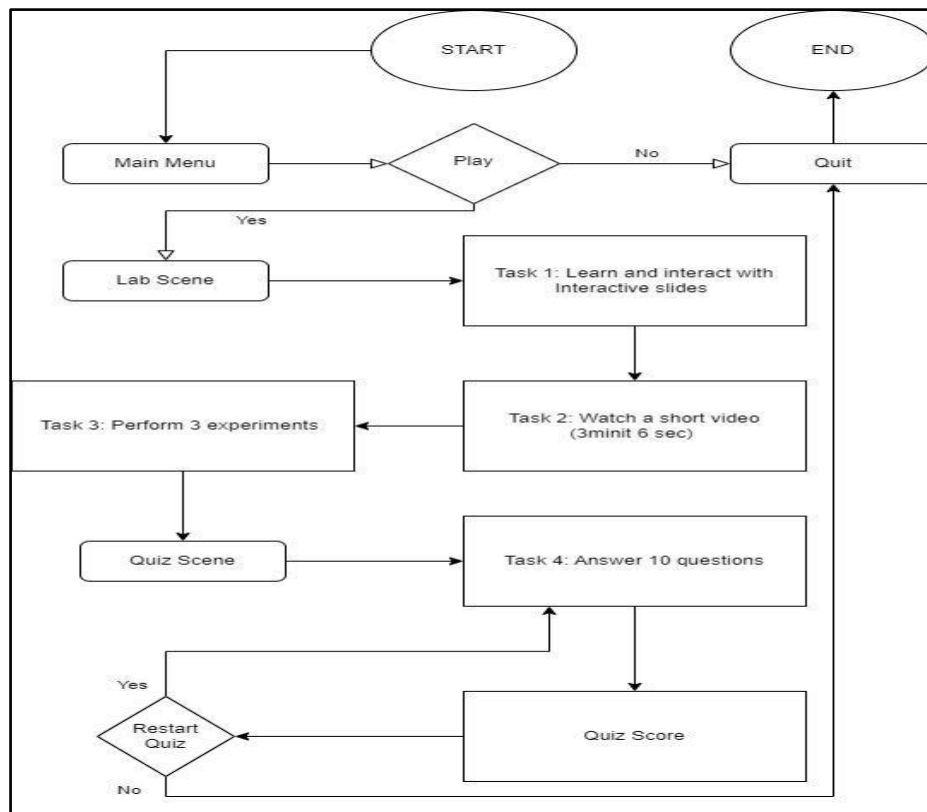 START
END
Main Menu
Play
No
Quit
Yes
Lab Scene
Task 1: Learn and interact with
Interactive slides
Task 3: Perform 3 experiments
Task 2: Watch a short video
(3minit 6 sec)
Quiz Scene
Task 4: Answer 10 questions
Yes
Restart
Quiz
Quiz Score
No